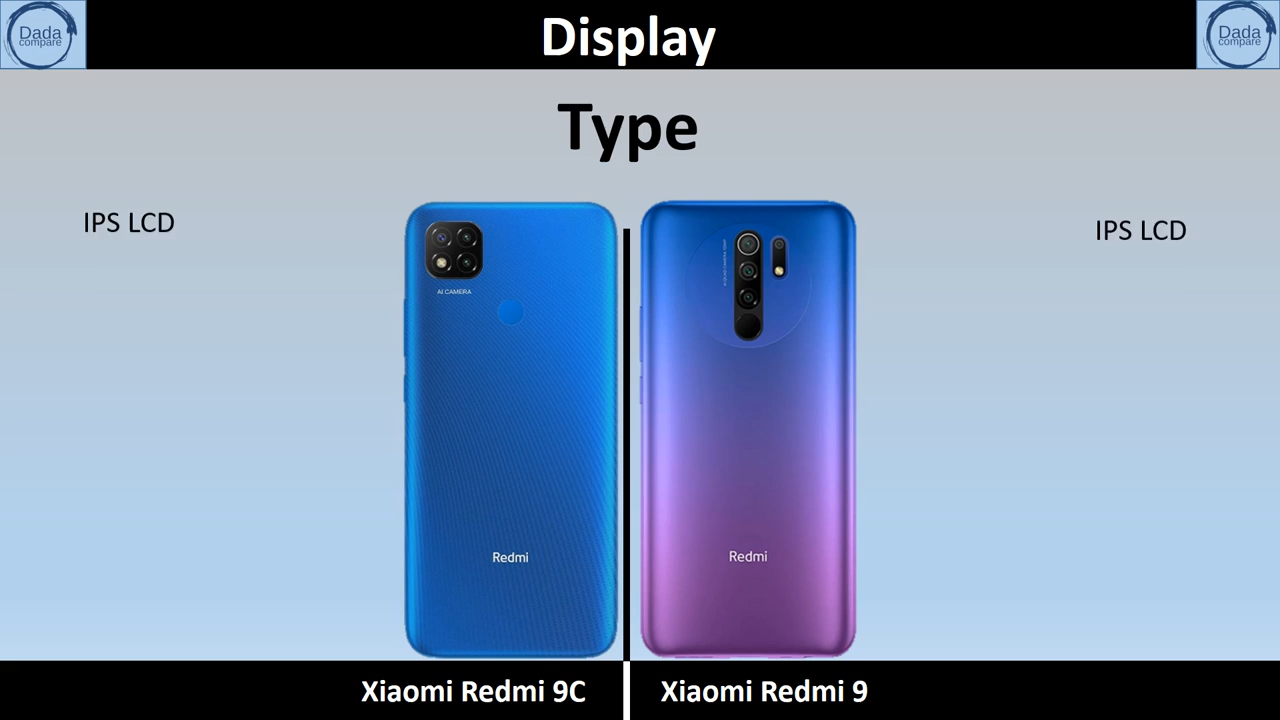 Dada
compare
Display
Dada
compare
Type
IPS LCD
IPS LCD
AI CAMERA
Redmi
Redmi
Xiaomi Redmi 9C
Xiaomi Redmi 9